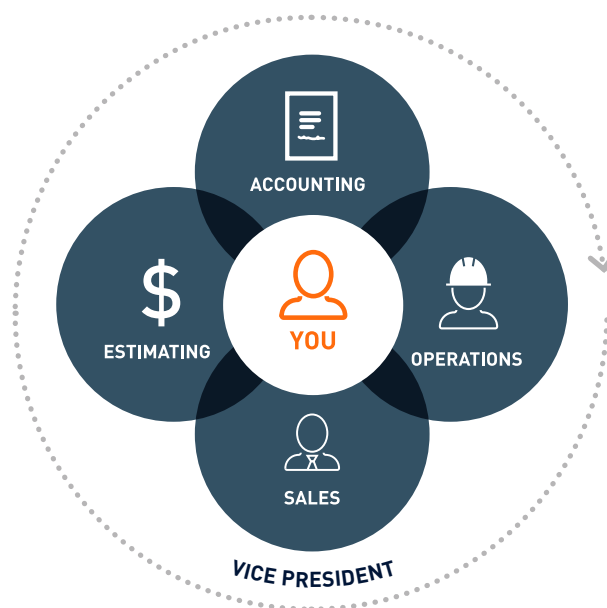 ACCOUNTING
$
ESTIMATING
YOU
OPERATIONS
SALES
VICE PRESIDENT